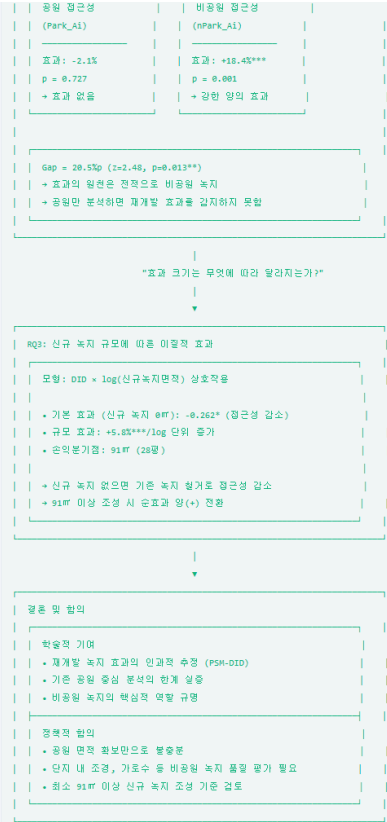 공원 접근성 비공원 접근성
(Park_Ai) (nPark_Ai)
효과: -2.1% 효과: +18.4%***
p = 0.727 p = 0.001
→ 효과 없음 → 강한 양의 효과
Gap = 20.5%p (z=2.48, p=0.013**)
→ 효과의 원천은 전적으로 비공원 녹지
→ 공원만 분석하면 재개발 효과를 감지하지 못함
"효과 크기는 무엇에 따라 달라지는가?"
▼
RQ3: 신규 녹지 규모에 따른 이질적 효과
모형: DID × log(신규녹지면적) 상호작용
• 기본 효과 (신규 녹지 0㎡): -0.262* (접근성 감소)
• 규모 효과: +5.8%***/log 단위 증가
• 손익분기점: 91㎡ (28평)
→ 신규 녹지 없으면 기존 녹지 철거로 접근성 감소
→ 91㎡ 이상 조성 시 순효과 양(+) 전환
▼
결론 및 함의
학술적 기여
• 재개발 녹지 효과의 인과적 추정 (PSM-DID)
• 기존 공원 중심 분석의 한계 실증
• 비공원 녹지의 핵심적 역할 규명
정책적 함의
• 공원 면적 확보만으로 불충분
• 단지 내 조경, 가로수 등 비공원 녹지 품질 평가 필요
• 최소 91㎡ 이상 신규 녹지 조성 기준 검토